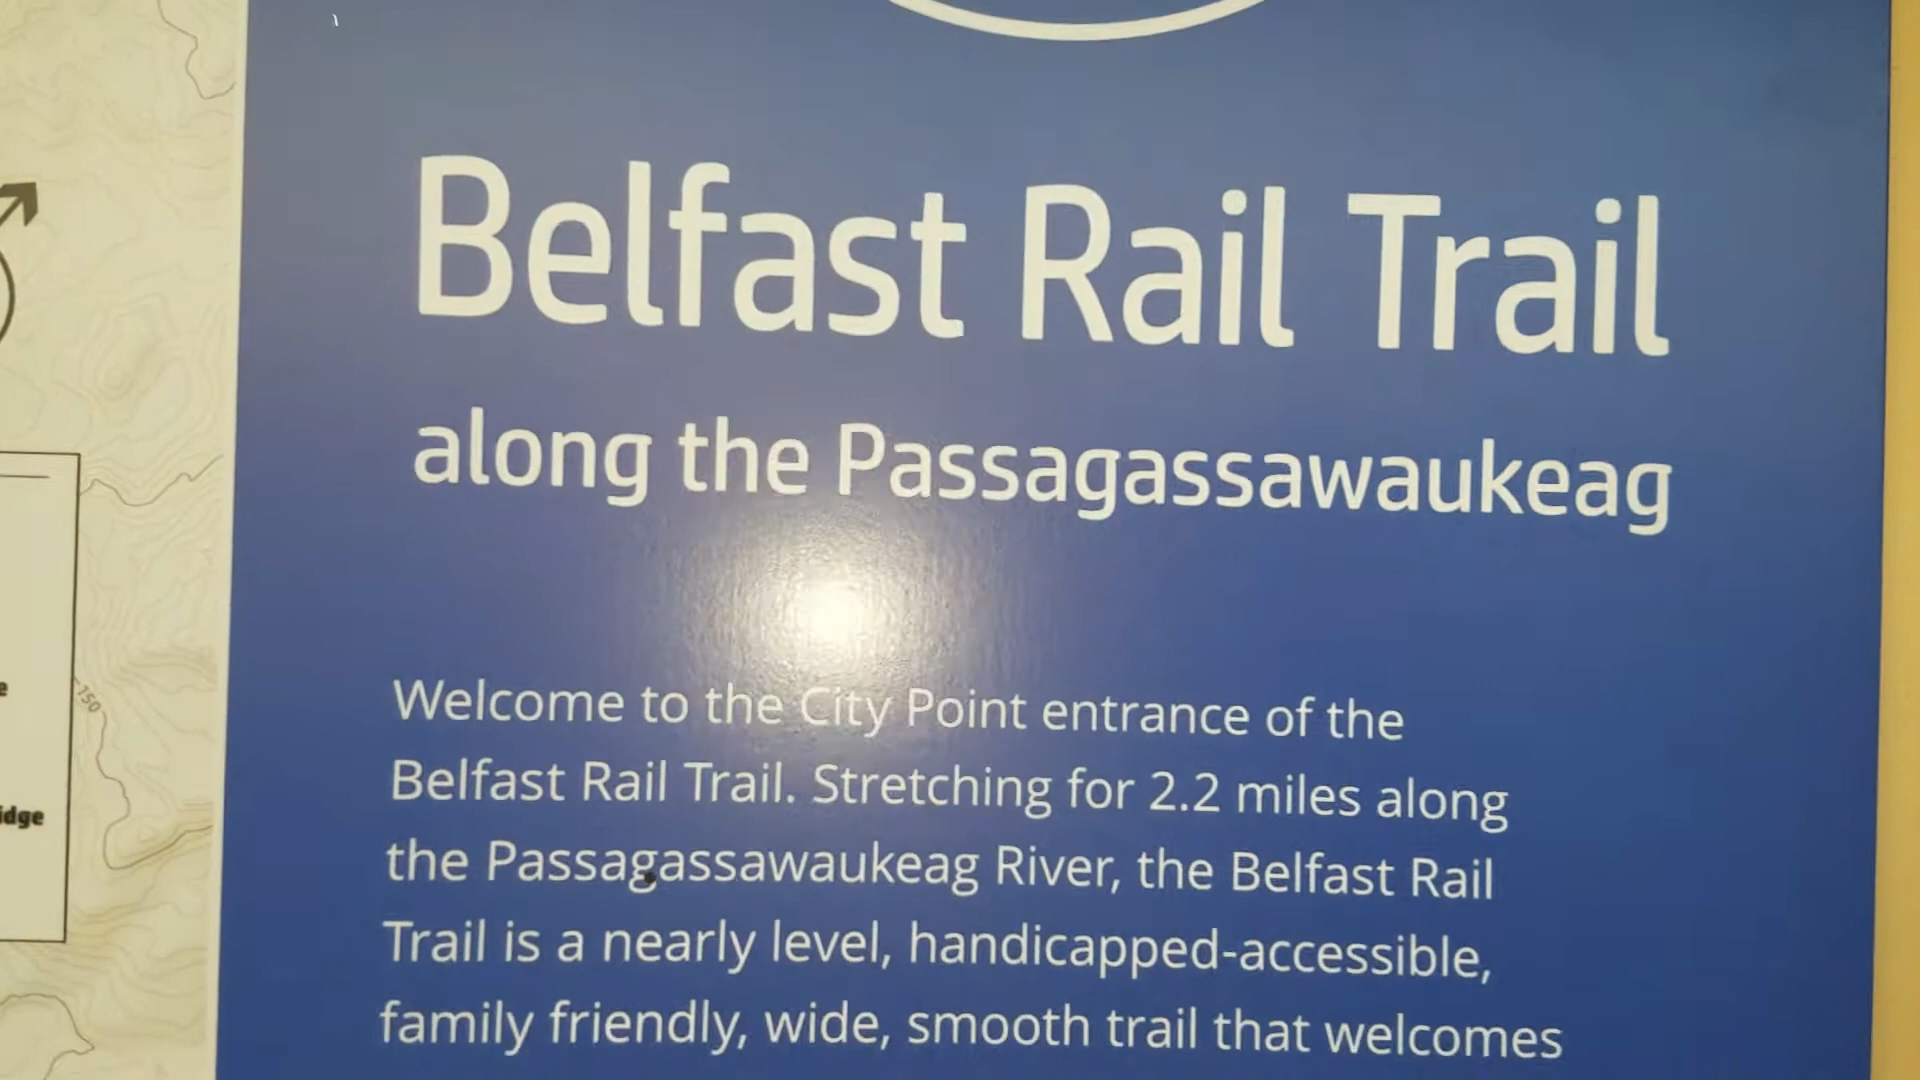 Belfast Rail Trail
along the Passagassawaukeag
Welcome to the City Point entrance of the
Belfast Rail Trail. Stretching for 2.2 miles along
the Passagassawaukeag River, the Belfast Rail
Trail is a nearly level, handicapped-accessible,
family friendly, wide, smooth trail that welcomes
150
idge
e